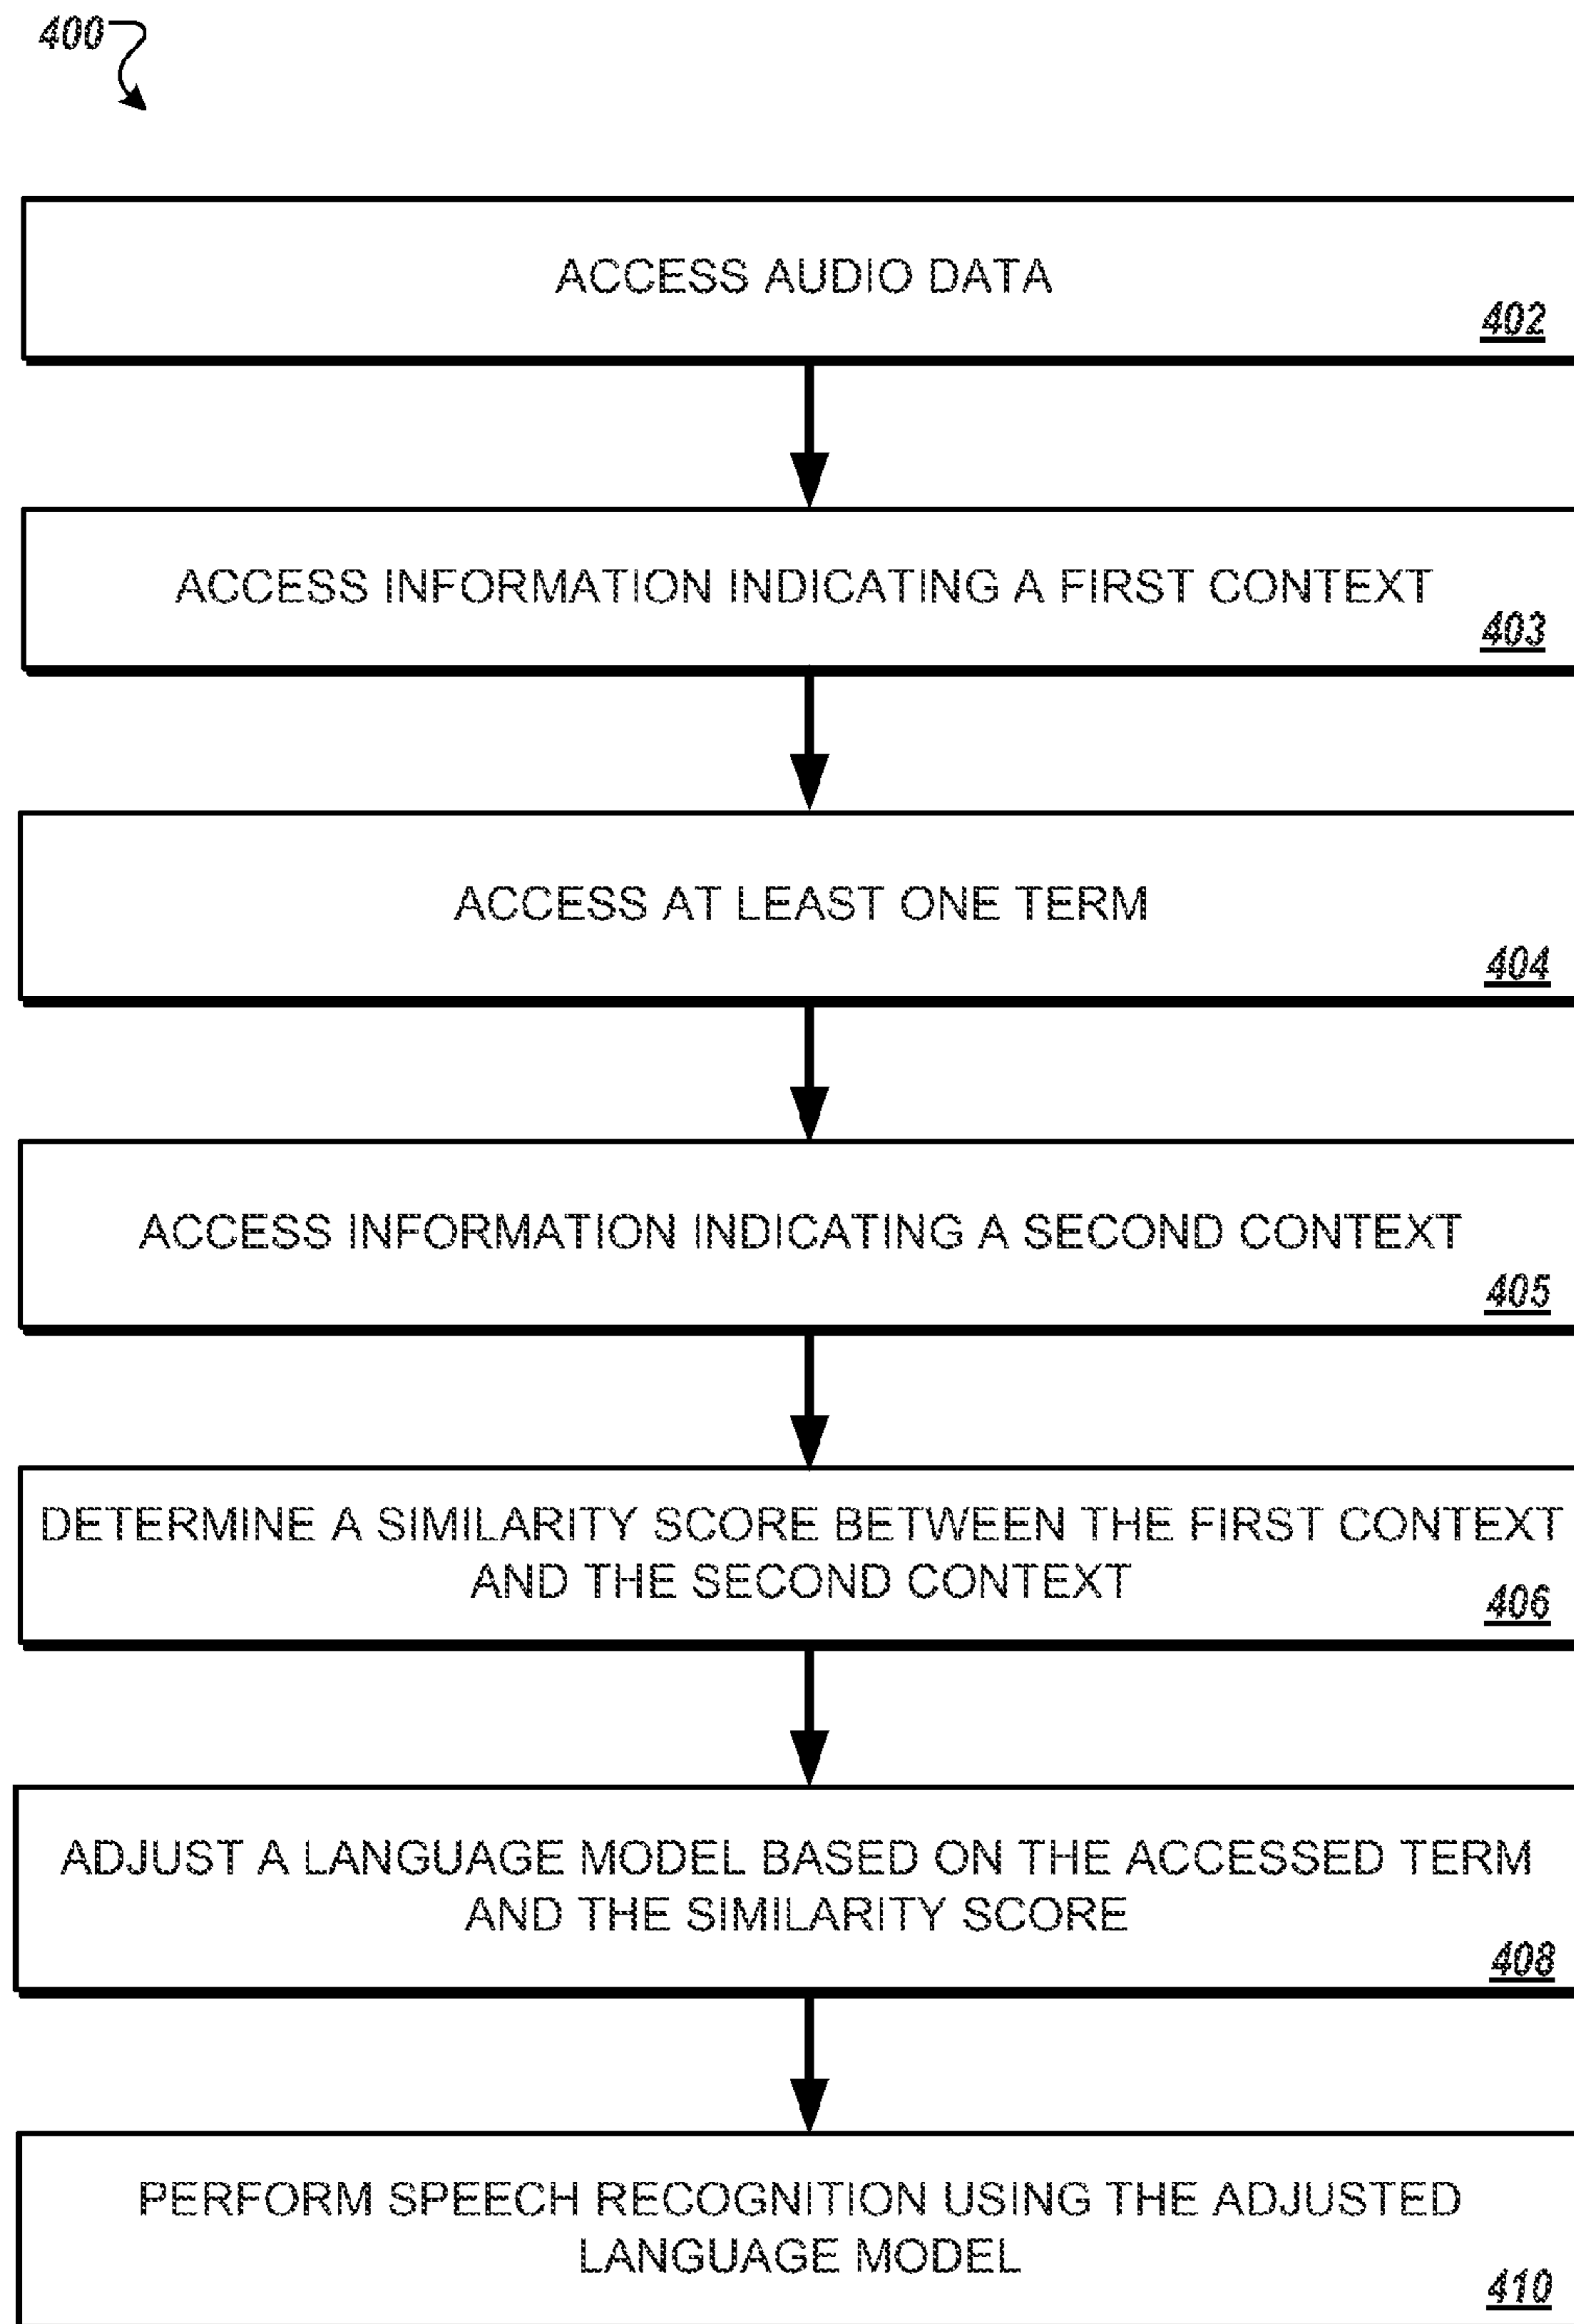 400
ACCESS AUDIO DATA
402
ACCESS INFORMATION INDICATING A FIRST CONTEXT
403
ACCESS AT LEAST ONE TERM
404
ACCESS INFORMATION INDICATING A SECOND CONTEXT
405
DETERMINE A SIMILARITY SCORE BETWEEN THE FIRST CONTEXT
AND THE SECOND CONTEXT
406
ADJUST A LANGUAGE MODEL BASED ON THE ACCESSED TERM
AND THE SIMILARITY SCORE
408
PERFORM SPEECH RECOGNITION USING THE ADJUSTED
LANGUAGE MODEL
410